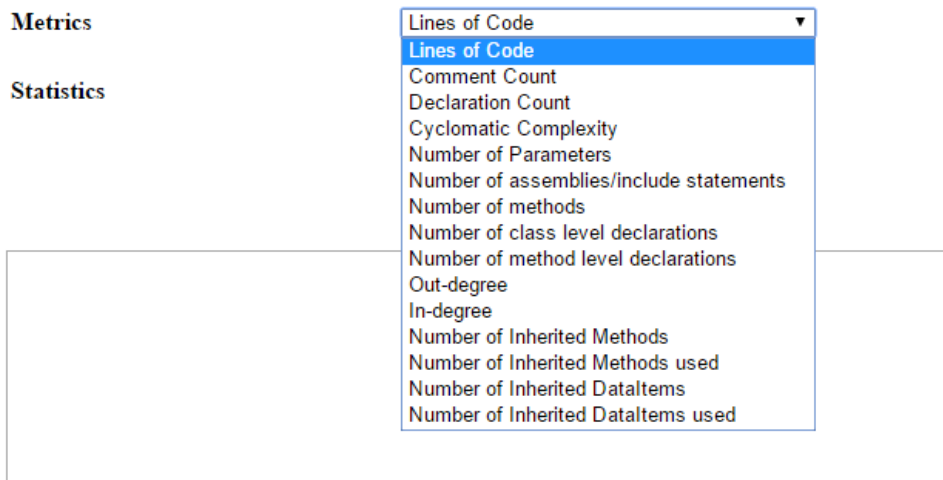 Metrics
Lines of Code
Lines of Code
Comment Count
Statistics
Declaration Count
Cyclomatic Complexity
Number of Parameters
Number of assemblies/include statements
Number of methods
Number of class level declarations
Number of method level declarations
Out-degree
In-degree
Number of Inherited Methods
Number of Inherited Methods used
Number of Inherited DataItems
Number of Inherited DataItems used